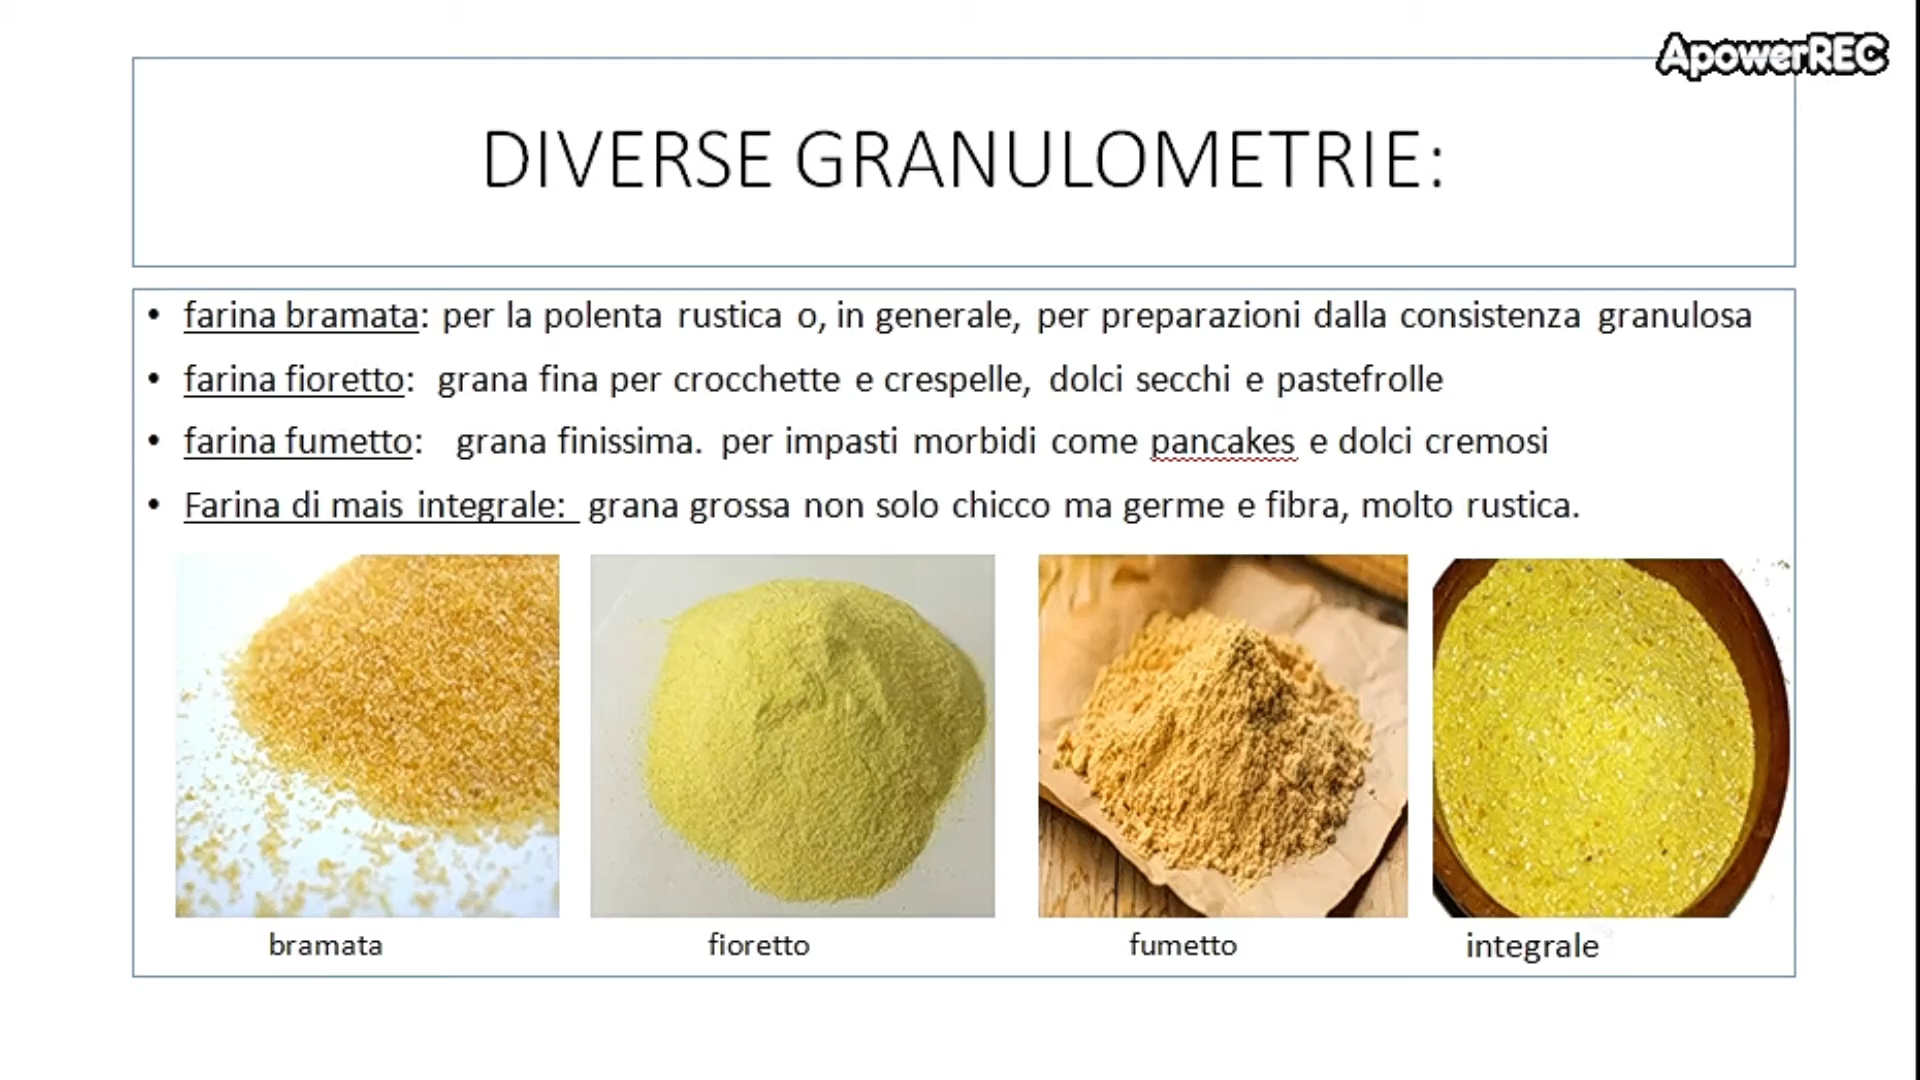 ApowerREC
DIVERSE GRANULOMETRIE:
• farina bramata: per la polenta rustica o, in generale, per preparazioni dalla consistenza granulosa
• farina fioretto: grana fina per crocchette e crespelle, dolci secchi e pastefrolle
• farina fumetto: grana finissima. per impasti morbidi come pancakes e dolci cremosi
• Farina di mais integrale: grana grossa non solo chicco ma germe e fibra, molto rustica.
bramata
fioretto
fumetto
integrale